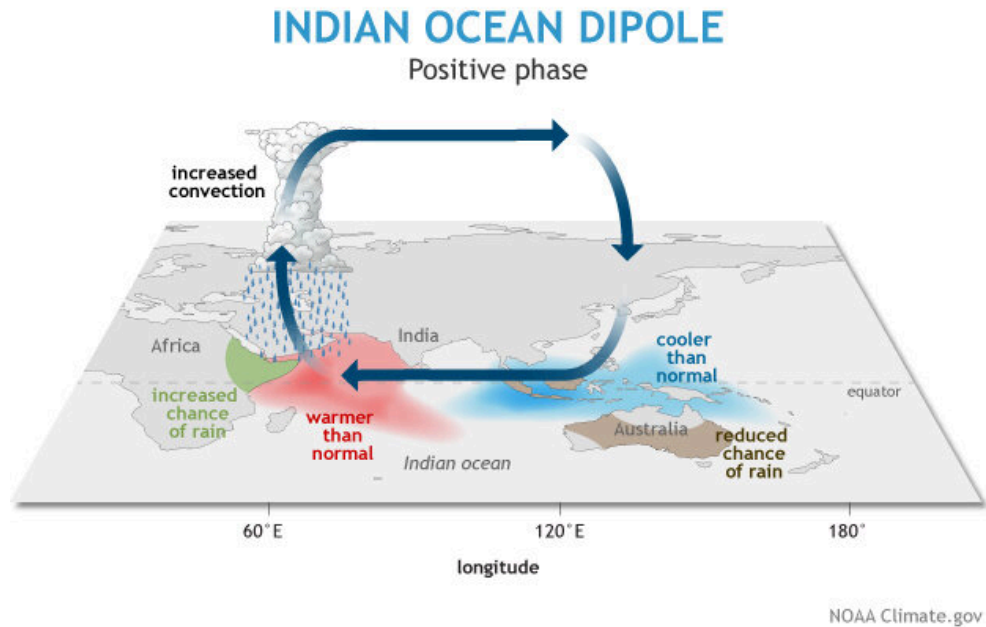 INDIAN OCEAN DIPOLE
Positive phase
increased
convection
Africa
India
cooler
than
normal
equator
increased
chance
of rain
warmer
than
normal
Indian ocean
Australia
reduced
chance
of rain
60°E
120°E
180°
longitude
NOAA Climate.gov